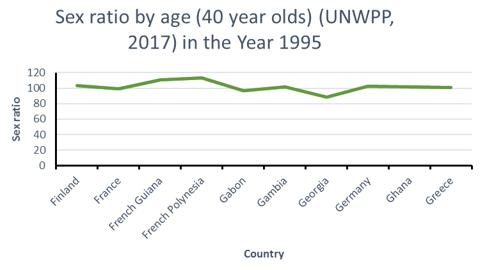 Sex ratio by age (40 year olds) (UNWPP,
2017) in the Year 1995
Sex ratio
120
100
80
60
40
20
0
Finland
France
French Guiana
French Polynesia
Gabon
Gambia
Georgia
Germany
Ghana
Greece
Country